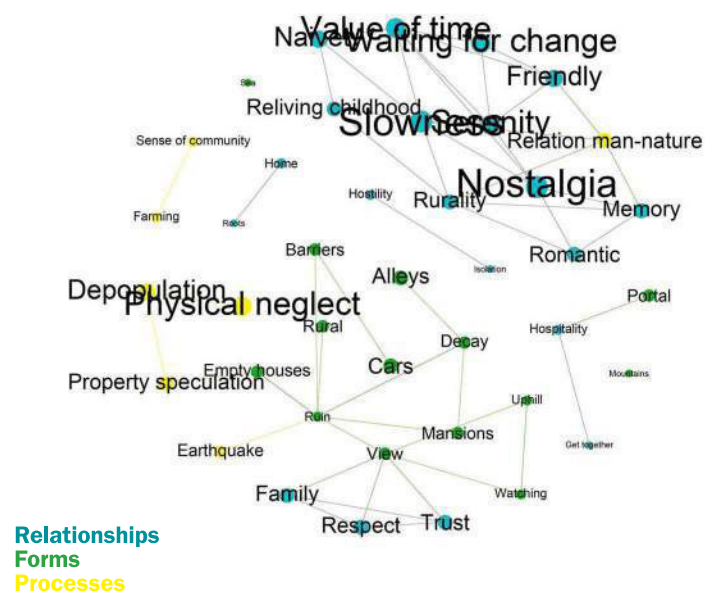 Value of time
Naivety
Waiting for change
Friendly
Reliving childhood
Slowness
Serenity
Sense of community
Relation man-nature
Home
Nostalgia
Hostility
Rurality
Memory
Farming
Roots
Barriers
Romantic
Isolation
Alleys
Depopulation
Physical neglect
Portal
Rural
Hospitality
Decay
Empty houses
Cars
Mountains
Property speculation
Uphill
Ruin
Mansions
Earthquake
View
Get together
Family
Watching
Respect
Trust
Relationships
Forms
Processes